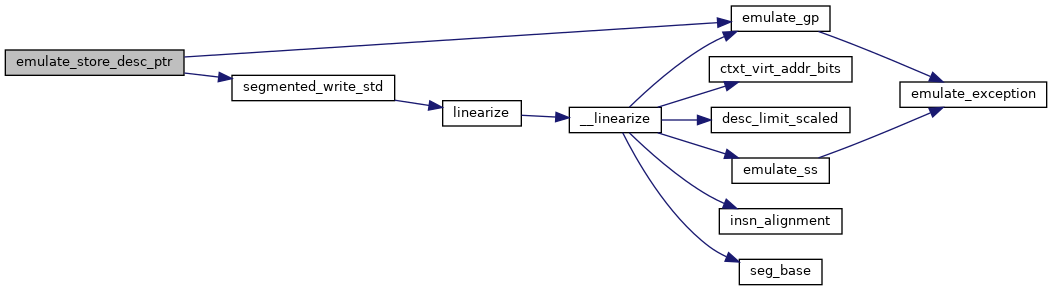 emulate_store_desc_ptr
segmented_write_std
linearize
__linearize
emulate_gp
ctxt_virt_addr_bits
desc_limit_scaled
emulate_ss
insn_alignment
seg_base
emulate_exception